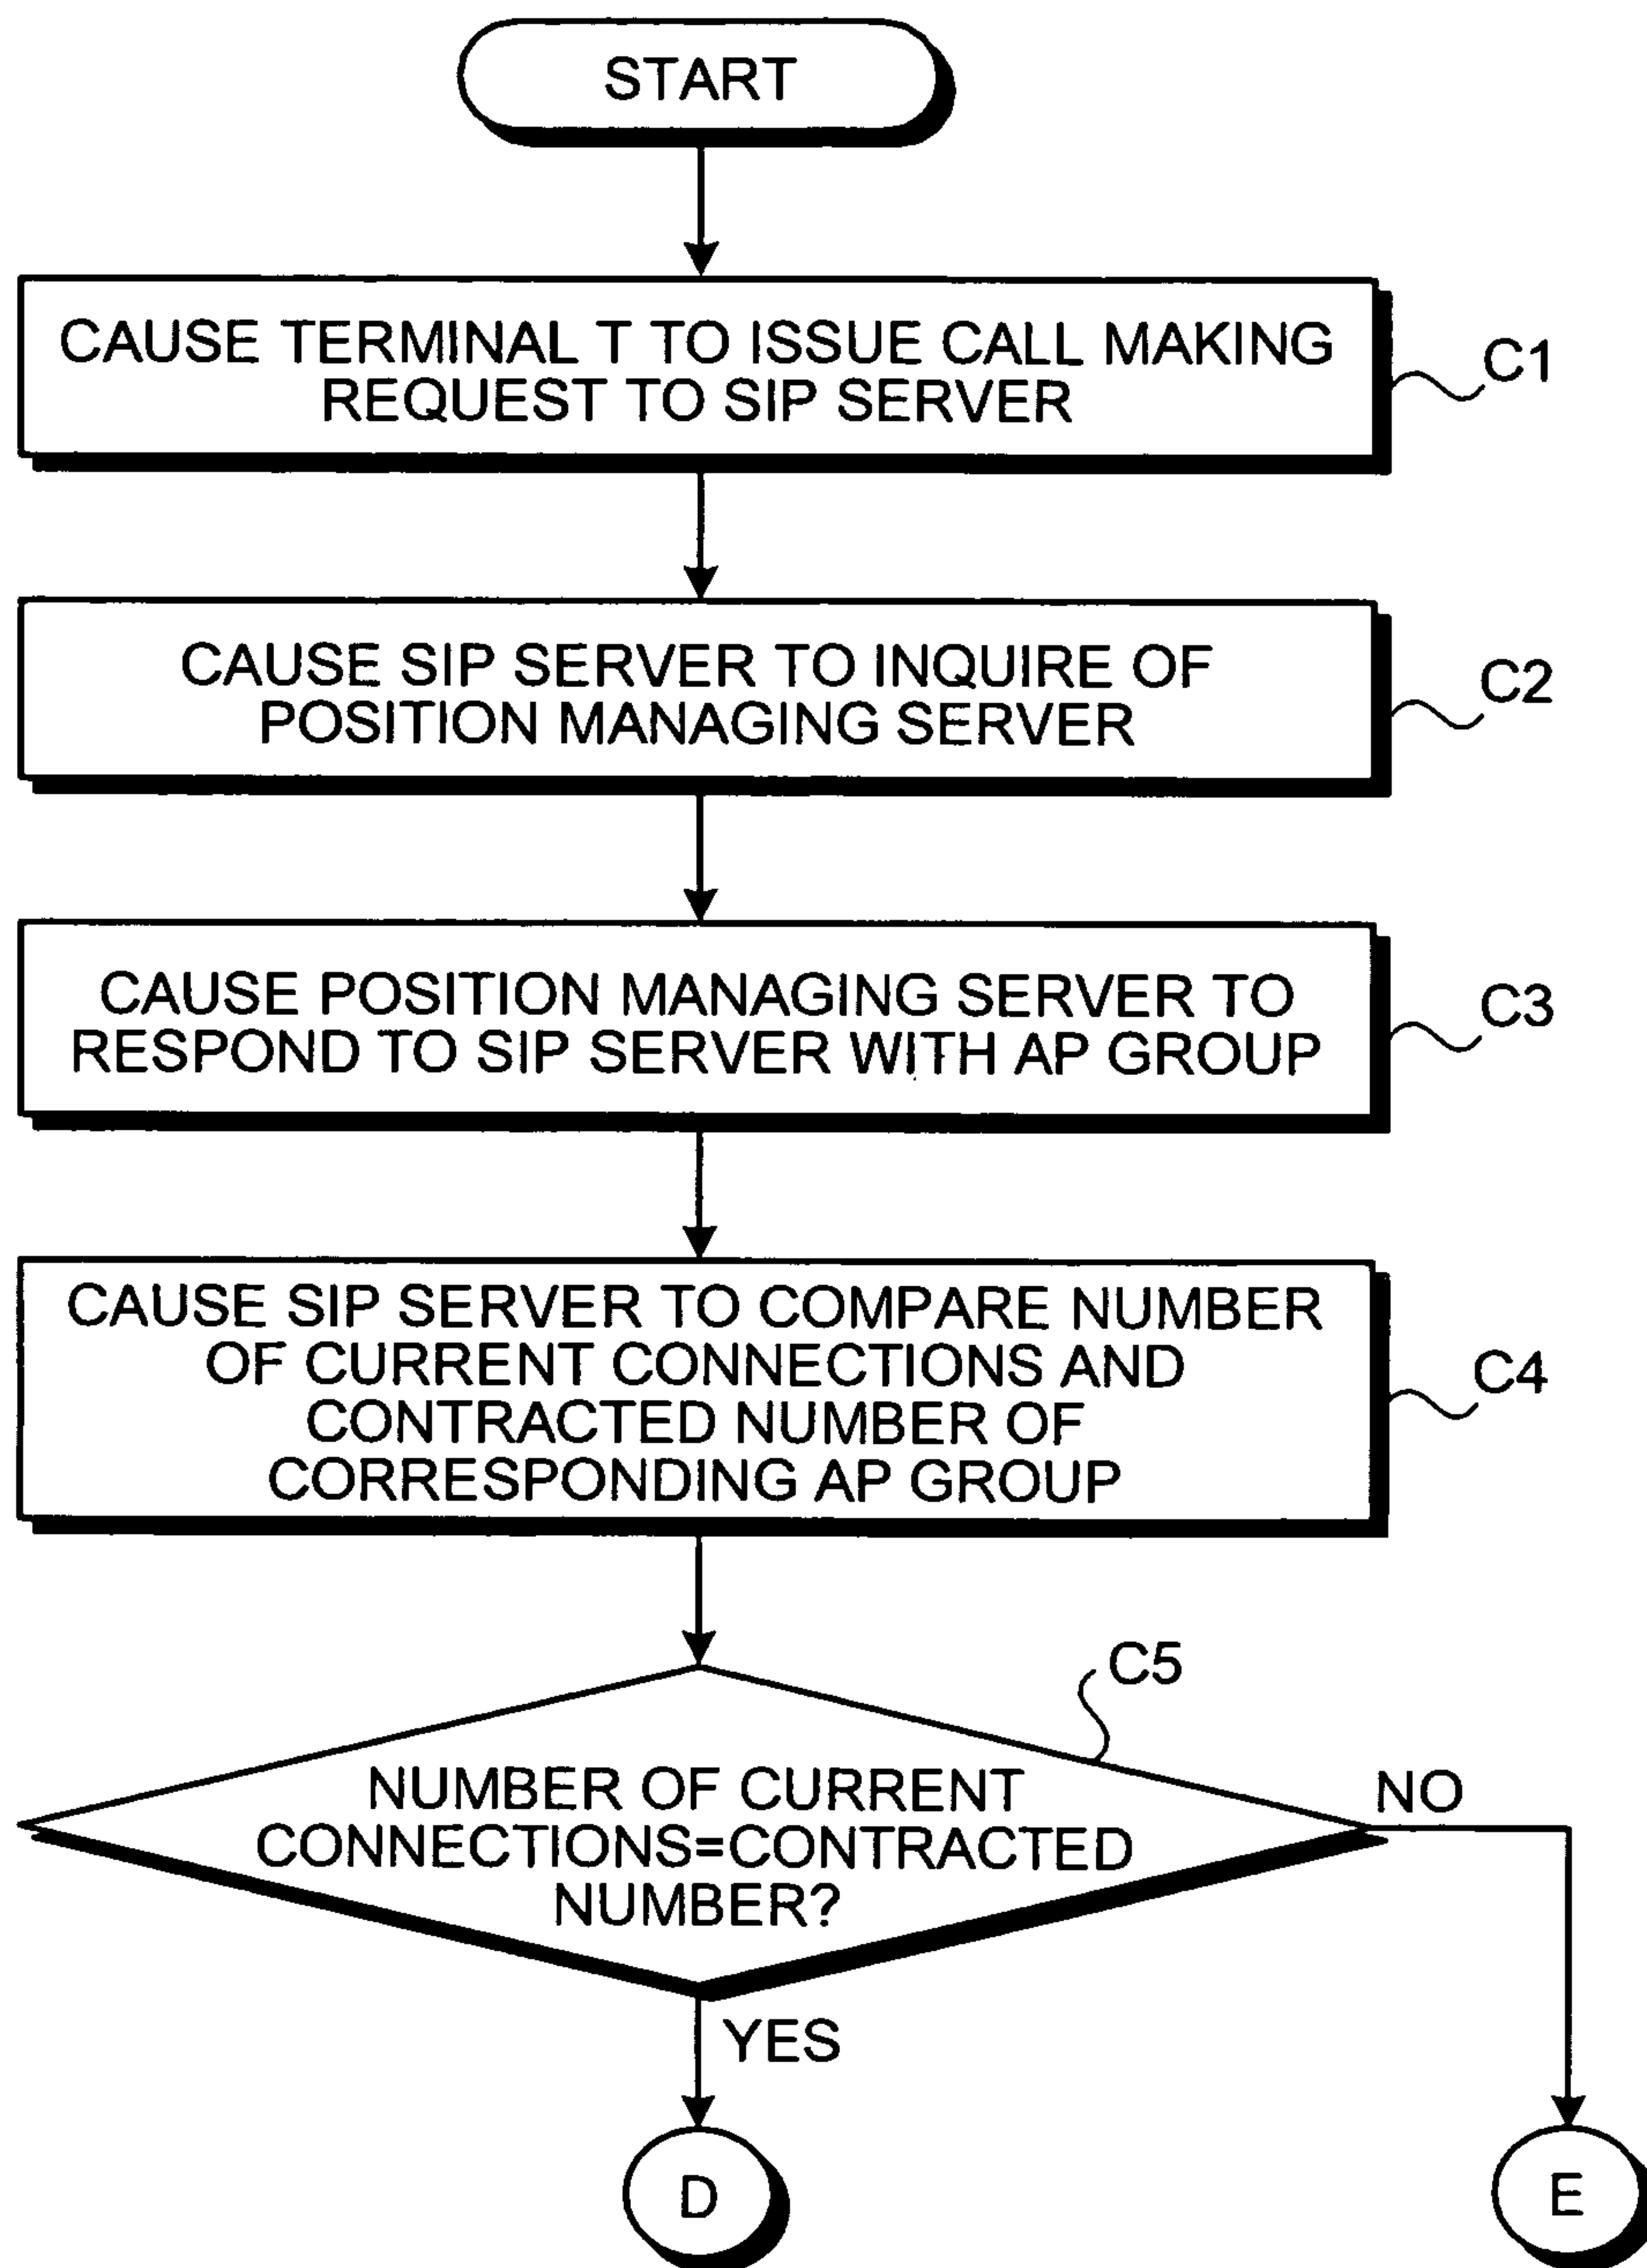 START
CAUSE TERMINAL T TO ISSUE CALL MAKING
REQUEST TO SIP SERVER
C1
CAUSE SIP SERVER TO INQUIRE OF
POSITION MANAGING SERVER
C2
CAUSE POSITION MANAGING SERVER TO
RESPOND TO SIP SERVER WITH AP GROUP
C3
CAUSE SIP SERVER TO COMPARE NUMBER
OF CURRENT CONNECTIONS AND
CONTRACTED NUMBER OF
CORRESPONDING AP GROUP
C4
C5
NUMBER OF CURRENT
CONNECTIONS=CONTRACTED
NUMBER?
NO
YES
D
E